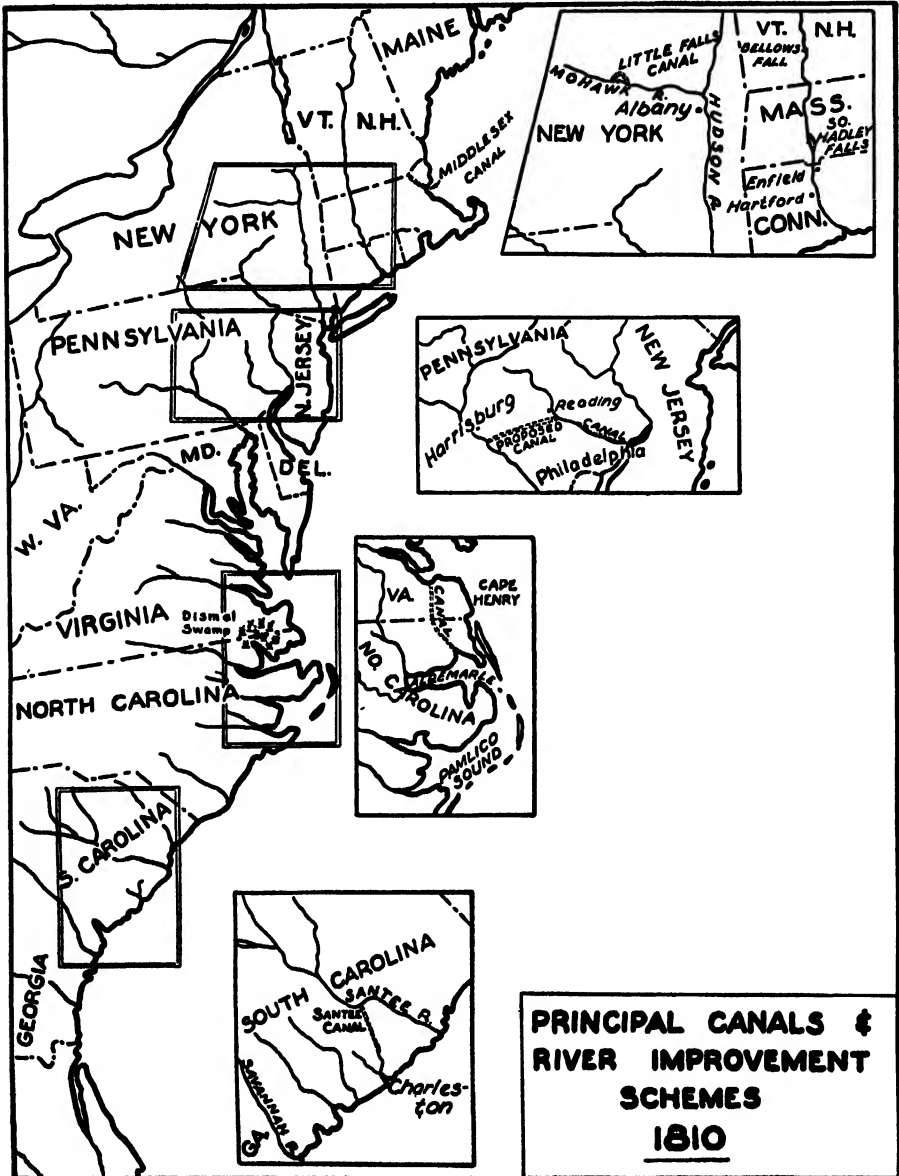 MAINE
VT.
N.H.
MIDDLESEX
CANAL
NEW YORK
PENNSYLVANIA
N. JERSEY
MD.
DEL.
W. VA.
VIRGINIA
Dismal
Swamp
NORTH CAROLINA
S. CAROLINA
GEORGIA
VT.
N.H.
BELLOWS
FALL
LITTLE FALLS
CANAL
MOHAWK R.
Albany
HUDSON R.
NEW YORK
MASS.
SO.
HADLEY
FALLS
Enfield
Hartford
CONN.
PENNSYLVANIA
NEW JERSEY
Harrisburg
Reading
PROPOSED
CANAL
CANAL
Philadelphia
VA.
CANAL
CAPE
HENRY
NO. CAROLINA
ALBEMARLE
PAMLICO
SOUND
SOUTH CAROLINA
SANTEE R.
SANTEE
CANAL
SAVANNAH R.
GA
Charles-
ton
PRINCIPAL CANALS &
RIVER IMPROVEMENT
SCHEMES
1810